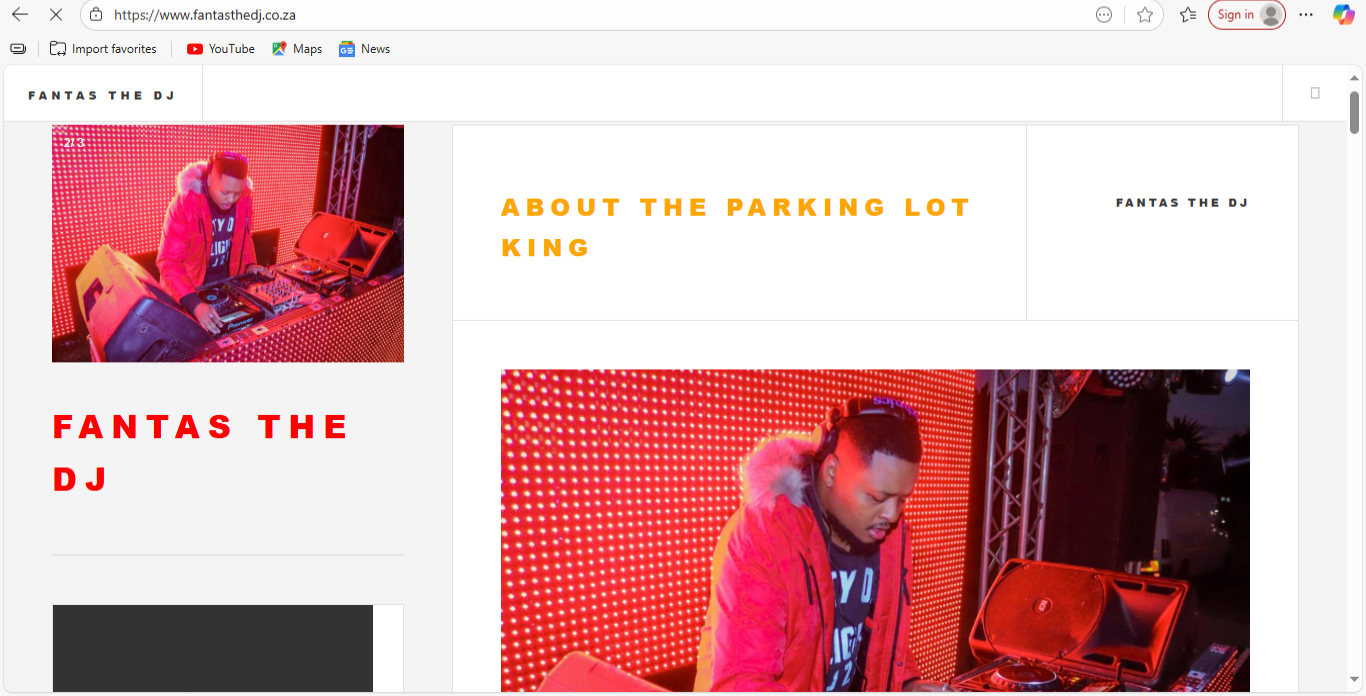 https://www.fantasthedj.co.za
Sign in
Import favorites
YouTube
Maps
News
FANTAS THE DJ
2/ 3
Pioneer
FANTAS THE
DJ
ABOUT THE PARKING LOT
KING
FANTAS THE DJ